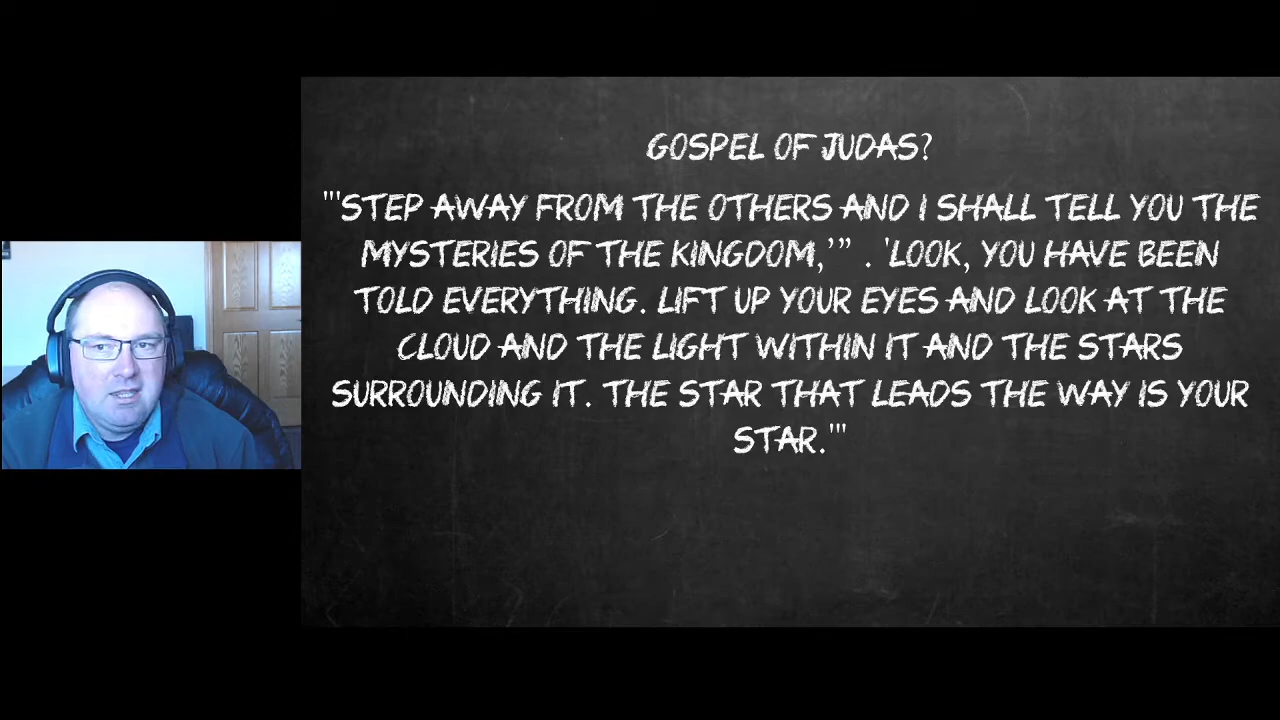 GOSPEL OF JUDAS?
"'STEP AWAY FROM THE OTHERS AND I SHALL TELL YOU THE
MYSTERIES OF THE KINGDOM,’” . 'LOOK, YOU HAVE BEEN
TOLD EVERYTHING. LIFT UP YOUR EYES AND LOOK AT THE
CLOUD AND THE LIGHT WITHIN IT AND THE STARS
SURROUNDING IT. THE STAR THAT LEADS THE WAY IS YOUR
STAR.'"